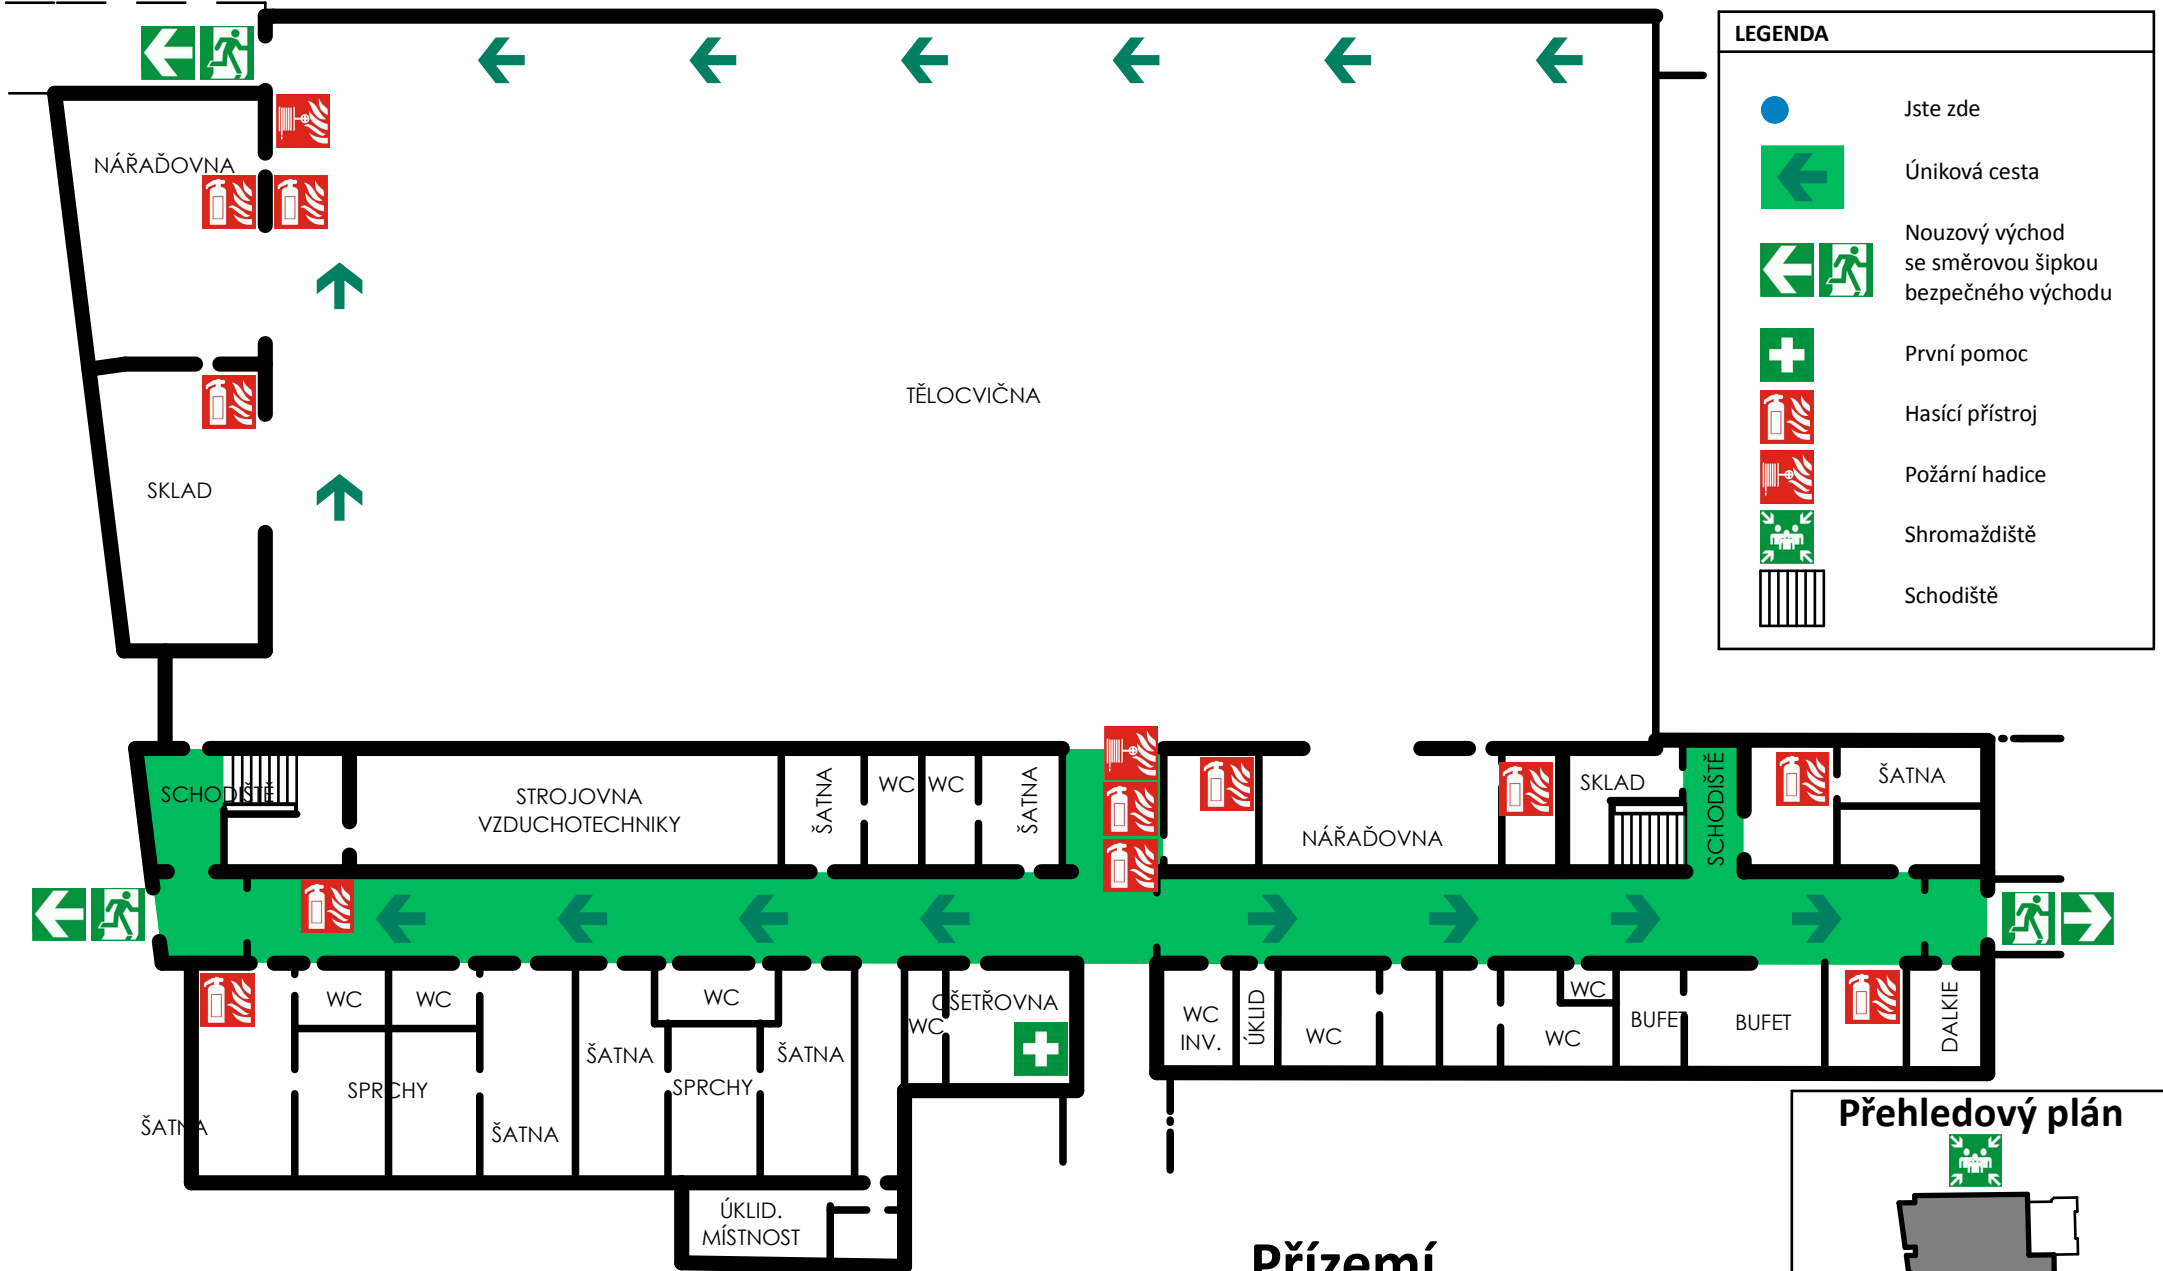 LEGENDA
Jste zde
Úniková cesta
Nouzový východ
se směrovou šipkou
bezpečného východu
První pomoc
Hasící přístroj
Požární hadice
Shromaždiště
Schodiště
NÁŘAĎOVNA
TĚLOCVIČNA
SKLAD
SCHODIŠTĚ
STROJOVNA
VZDUCHOTECHNIKY
ŠATNA
WC
WC
ŠATNA
NÁŘAĎOVNA
SKLAD
SCHODIŠTĚ
ŠATNA
WC
WC
WC
WC
OŠETŘOVNA
WC
INV.
ÚKLID
WC
WC
WC
BUFET
BUFET
DALKIE
ŠATNA
ŠATNA
SPRCHY
SPRCHY
ŠATNA
ŠATNA
ÚKLID.
MÍSTNOST
Přehledový plán
Přízemí